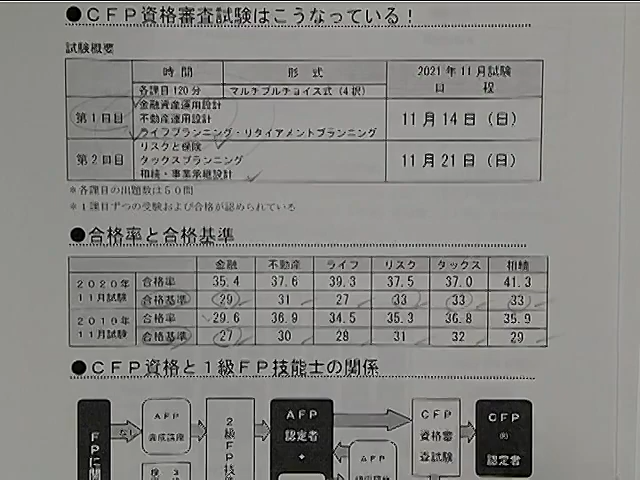 ●ＣＦＰ資格審査試験はこうなっている！
試験概要
時間 形式 2021年11月試験
各課目120分 マルチプルチョイス式（4択） 日程
第1日目 金融資産運用設計 11月14日（日）
不動産運用設計
ライフプランニング・リタイアメントプランニング
第2日目 リスクと保険 11月21日（日）
タックスプランニング
相続・事業承継設計
＊各課目の出題数は５０問
＊１課目ずつの受験および合格が認められている
●合格率と合格基準
金融 不動産 ライフ リスク タックス 相続
2020年 合格率 35.4 37.6 39.3 37.5 37.0 41.3
11月試験 合格基準 29 31 27 33 33 33
2019年 合格率 29.6 36.9 34.5 35.3 36.8 35.9
11月試験 合格基準 27 30 28 31 32 29
●ＣＦＰ資格と１級ＦＰ技能士の関係
ＦＰに関
なし
ＡＦＰ
養成講座
２級ＦＰ技
ＡＦＰ
認定者
＋
ＣＦＰ
資格審
査試験
ＣＦＰ
®
認定者
３級
ＡＦＰ